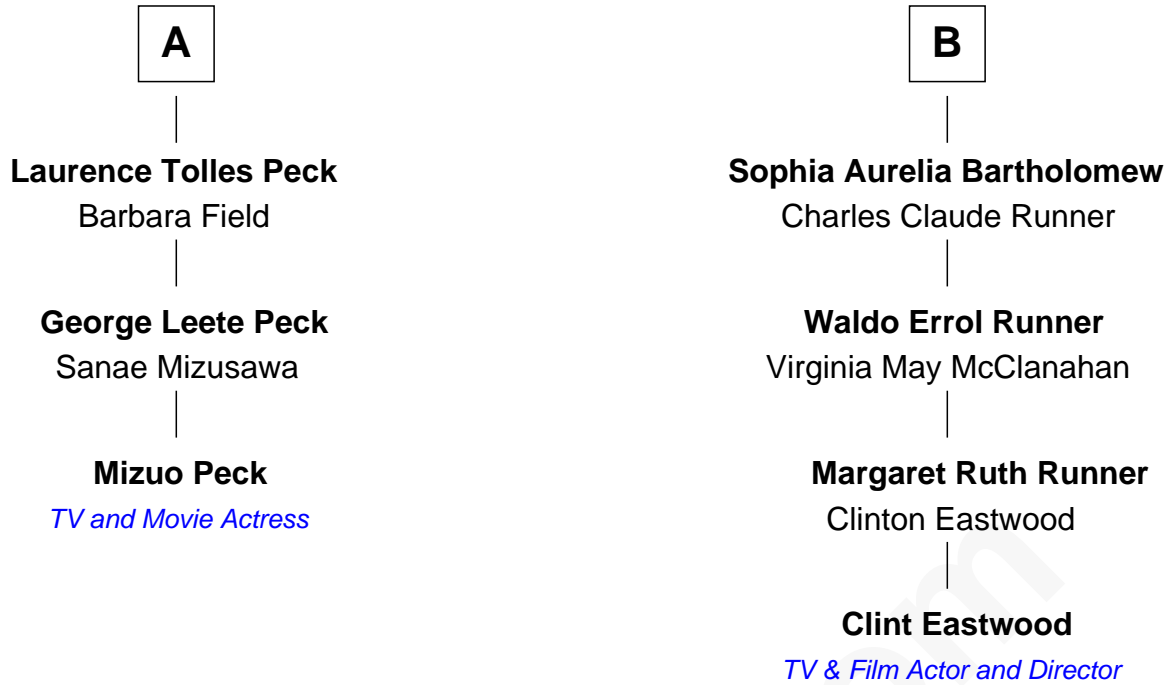 A
Laurence Tolles Peck
Barbara Field
George Leete Peck
Sanae Mizusawa
Mizuo Peck
TV and Movie Actress
B
Sophia Aurelia Bartholomew
Charles Claude Runner
Waldo Errol Runner
Virginia May McClanahan
Margaret Ruth Runner
Clinton Eastwood
Clint Eastwood
TV & Film Actor and Director